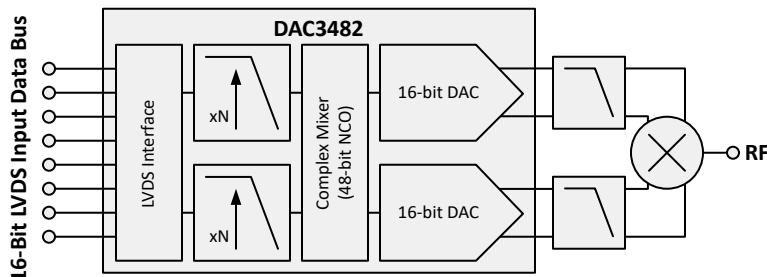 DAC3482
16-Bit LVDS Input Data Bus
LVDS Interface
xN
xN
Complex Mixer
(48-bit NCO)
16-bit DAC
16-bit DAC
RF